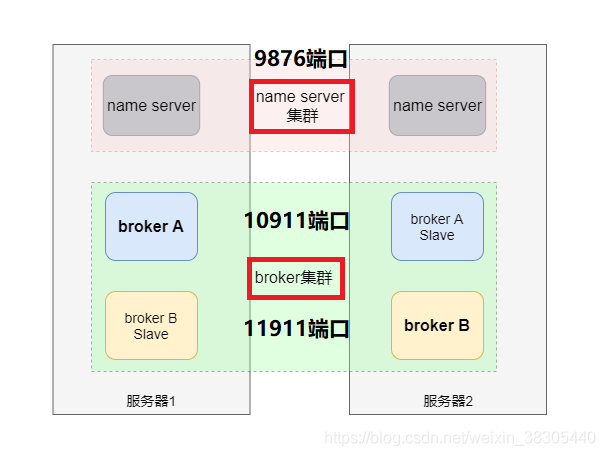 9876端口
name server
name server
集群
name server
broker A
10911端口
broker A
Slave
broker集群
broker B
Slave
11911端口
broker B
服务器1
服务器2
https://blog.csdn.net/weixin_38305440